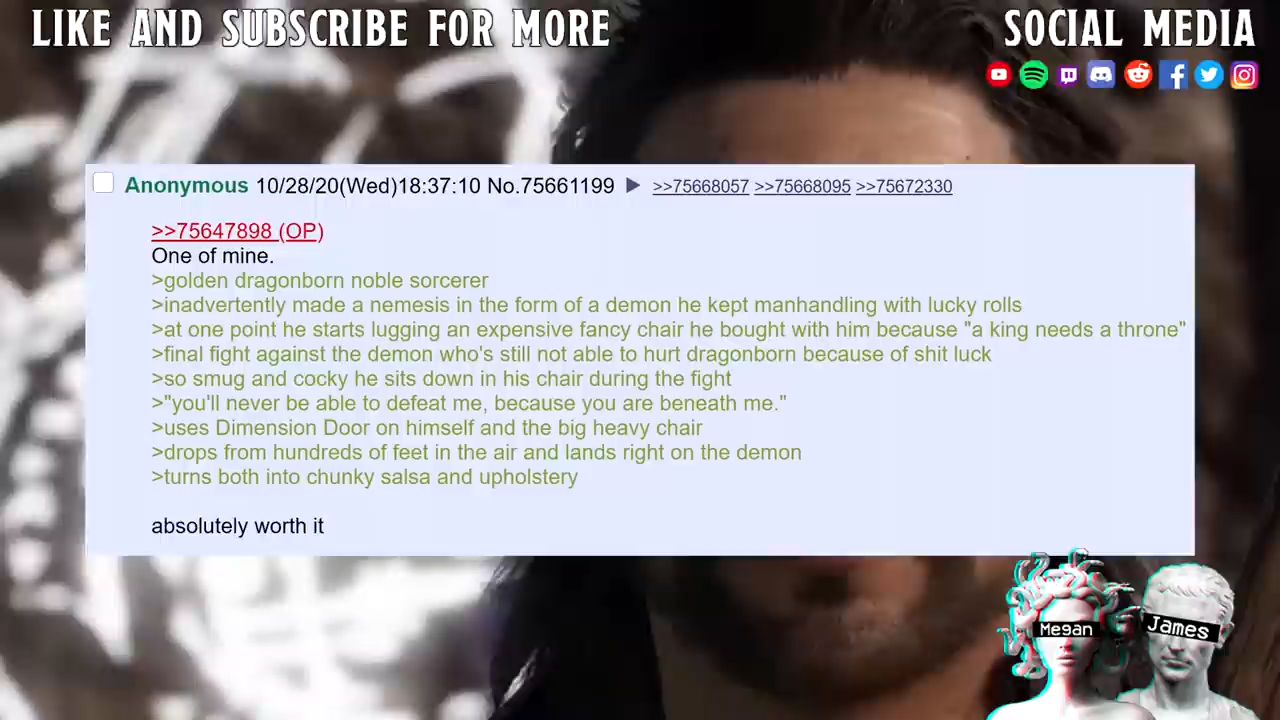 LIKE AND SUBSCRIBE FOR MORE
SOCIAL MEDIA
Anonymous 10/28/20(Wed)18:37:10 No.75661199 ▶ >>75668057 >>75668095 >>75672330
>>75647898 (OP)
One of mine.
>golden dragonborn noble sorcerer
>inadvertently made a nemesis in the form of a demon he kept manhandling with lucky rolls
>at one point he starts lugging an expensive fancy chair he bought with him because "a king needs a throne"
>final fight against the demon who's still not able to hurt dragonborn because of shit luck
>so smug and cocky he sits down in his chair during the fight
>"you'll never be able to defeat me, because you are beneath me."
>uses Dimension Door on himself and the big heavy chair
>drops from hundreds of feet in the air and lands right on the demon
>turns both into chunky salsa and upholstery
absolutely worth it
Megan
James